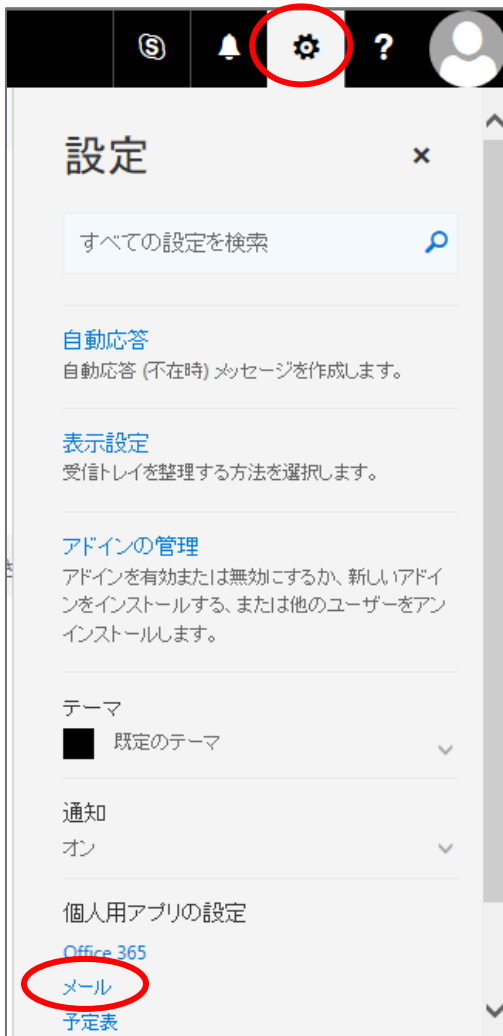 ?
設定
×
すべての設定を検索
自動応答
自動応答 (不在時) メッセージを作成します。
表示設定
受信トレイを整理する方法を選択します。
アドインの管理
アドインを有効または無効にするか、新しいアドイ
ンをインストールする、または他のユーザーをアン
インストールします。
テーマ
既定のテーマ
通知
オン
個人用アプリの設定
Office 365
メール
予定表